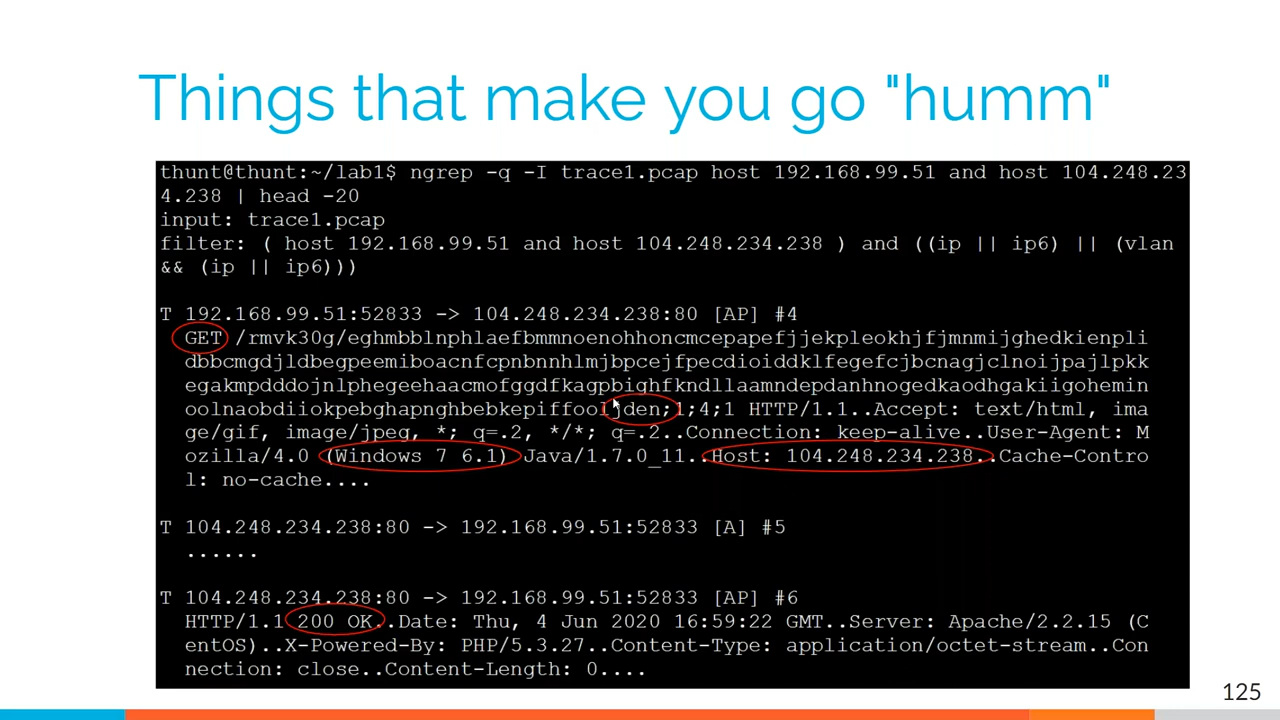 Things that make you go "humm"
thunt@thunt:~/lab1$ ngrep -q -I trace1.pcap host 192.168.99.51 and host 104.248.23
4.238 | head -20
input: trace1.pcap
filter: ( host 192.168.99.51 and host 104.248.234.238 ) and ((ip || ip6) || (vlan
&& (ip || ip6)))
T 192.168.99.51:52833 -> 104.248.234.238:80 [AP] #4
GET /rmvk30g/eghmbblnphlaefbmmnoenohhoncmcepapefjjekpleokhjfjmnmijghedkienpli
dbbcmgdjldbegpeemiboacnfcpnbnnhlmjbpcejfpecdioiddklfegefcjbcnagjclnoijpajlpkk
egakmpdddojnlphegeehaacmofggdfkagpbighfkndllaamndepdanhnogedkaodhgakiigohemin
oolnaobdiiokpebghapnghbebkepiffooljden;1;4;1 HTTP/1.1..Accept: text/html, ima
ge/gif, image/jpeg, *; q=.2, */*; q=.2..Connection: keep-alive..User-Agent: M
ozilla/4.0 (Windows 7 6.1) Java/1.7.0_11..Host: 104.248.234.238..Cache-Contro
l: no-cache....
T 104.248.234.238:80 -> 192.168.99.51:52833 [A] #5
......
T 104.248.234.238:80 -> 192.168.99.51:52833 [AP] #6
HTTP/1.1 200 OK..Date: Thu, 4 Jun 2020 16:59:22 GMT..Server: Apache/2.2.15 (C
entOS)..X-Powered-By: PHP/5.3.27..Content-Type: application/octet-stream..Con
nection: close..Content-Length: 0....
125